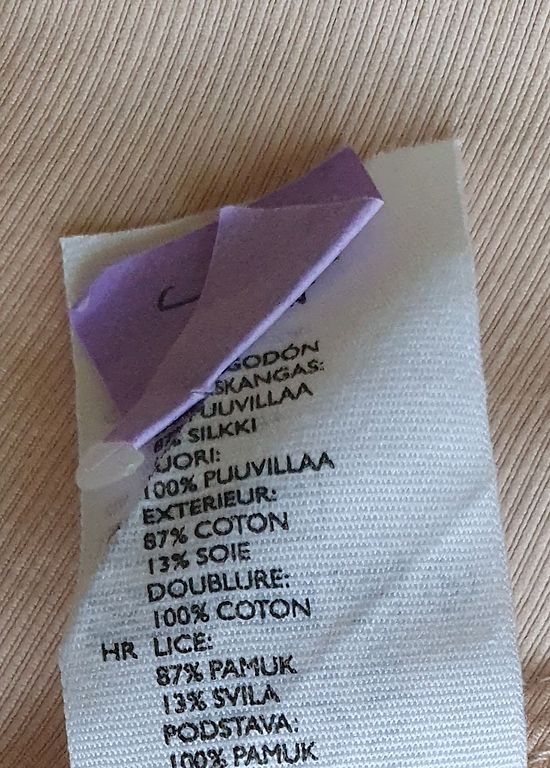 GODÓN
SKANGAS:
PUUVILLAA
% SILKKI
UORI:
100% PUUVILLAA
EXTERIEUR:
87% COTON
13% SOIE
DOUBLURE:
100% COTON
HR LICE:
87% PAMUK
13% SVILA
PODSTAVA:
100% PAMUK